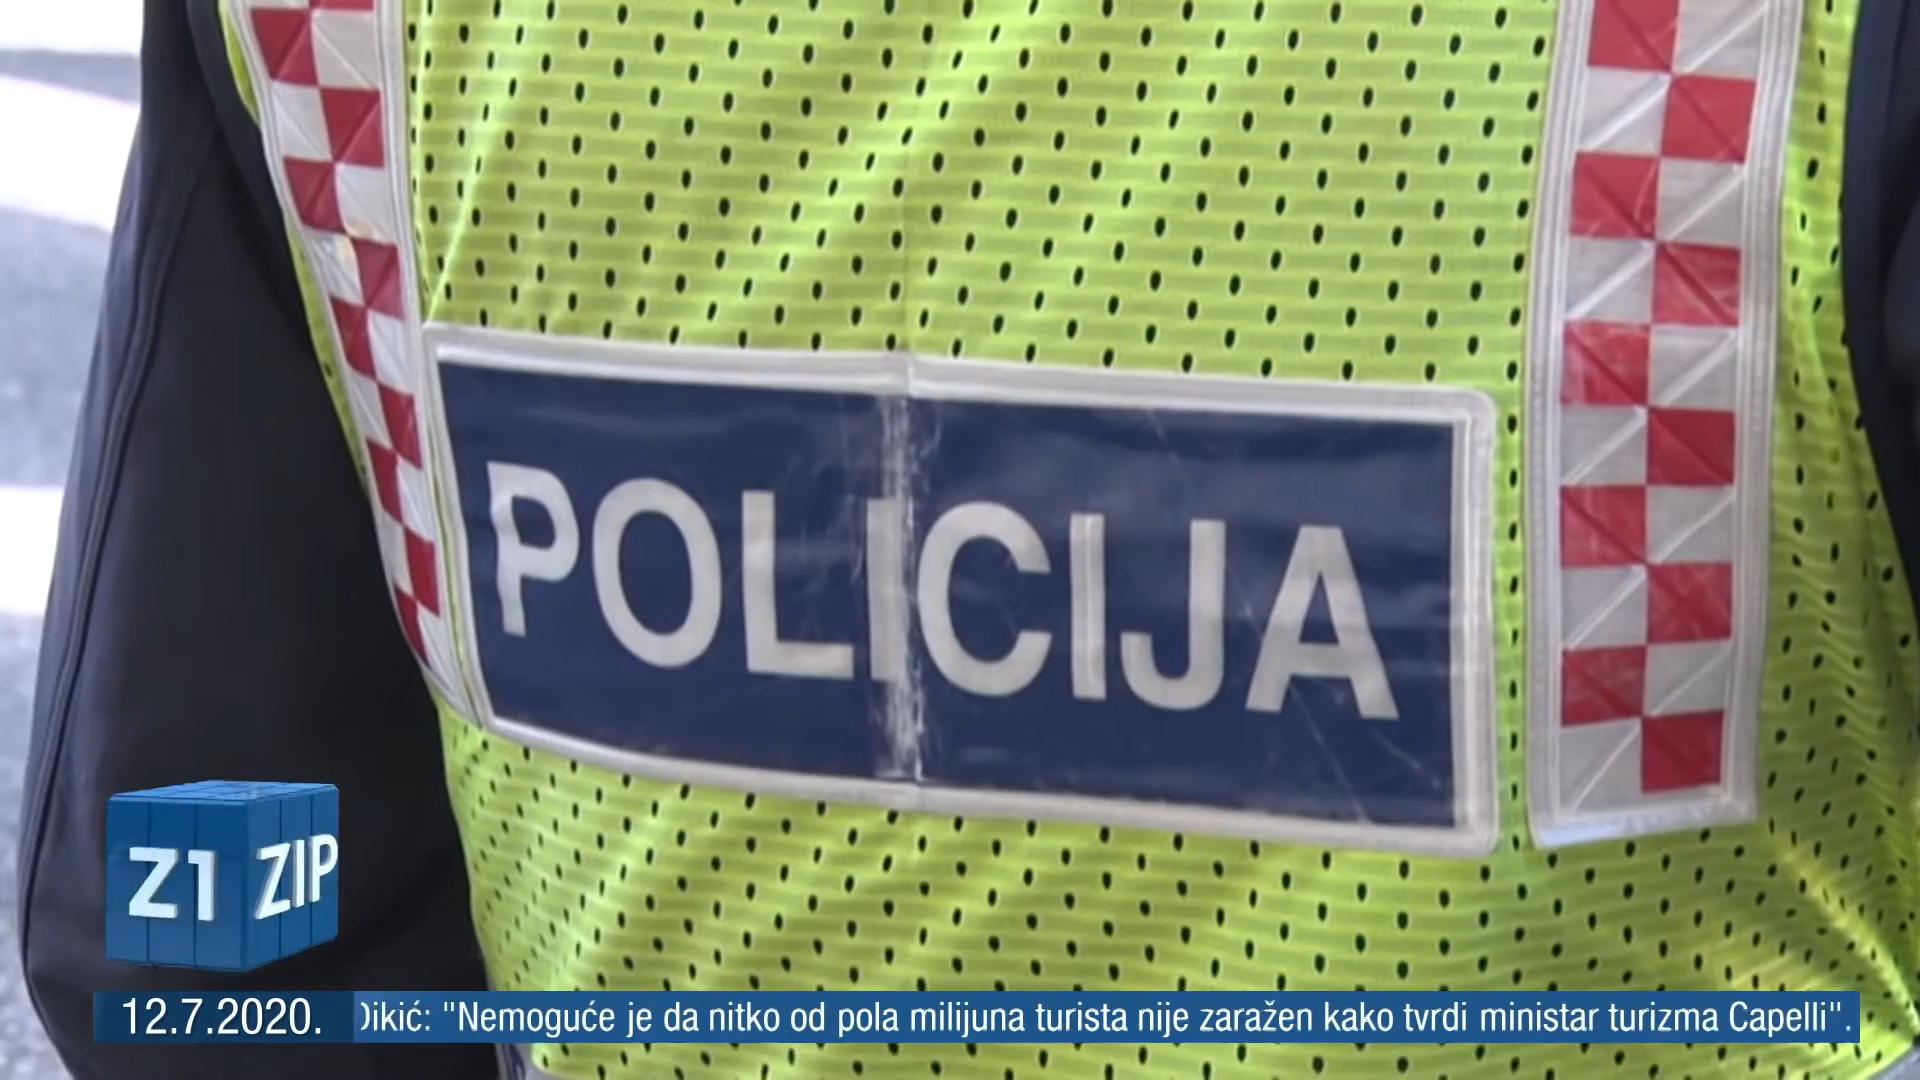 POLICIJA
Z1 ZIP
12.7.2020.
Đikić: "Nemoguće je da nitko od pola milijuna turista nije zaražen kako tvrdi ministar turizma Capelli".